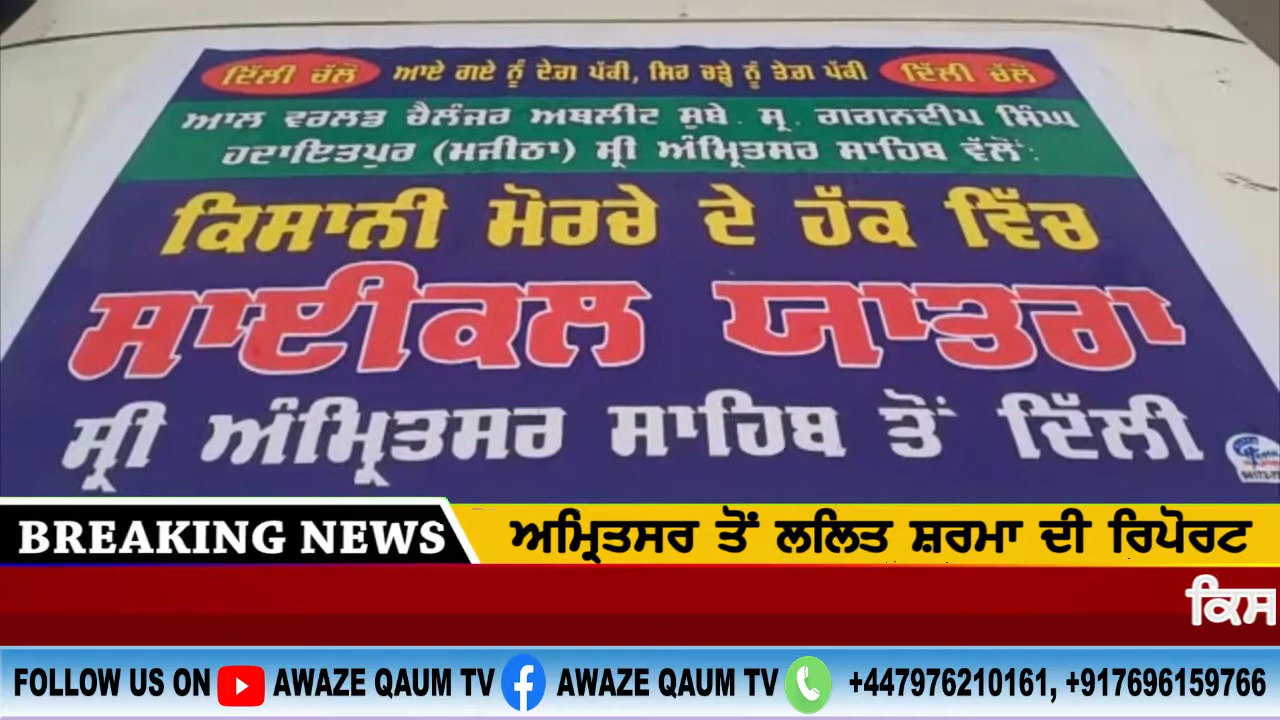 ਦਿੱਲੀ ਚੱਲੋ ਆਏ ਗਏ ਨੂੰ ਦੇਗ ਪੱਕੀ, ਸਿਰ ਚੜ੍ਹੇ ਨੂੰ ਤੇਗ ਪੱਕੀ ਦਿੱਲੀ ਚੱਲੋ
ਆਲ ਵਰਲਡ ਚੈਲੰਜਰ ਅਥਲੀਟ ਸੂਬੇ. ਸ੍ਰ. ਗਗਨਦੀਪ ਸਿੰਘ
ਹਦਾਇਤਪੁਰ (ਮਜੀਠਾ) ਸ੍ਰੀ ਅੰਮ੍ਰਿਤਸਰ ਸਾਹਿਬ ਵੱਲੋਂ:
ਕਿਸਾਨੀ ਮੋਰਚੇ ਦੇ ਹੱਕ ਵਿੱਚ
ਸਾਈਕਲ ਯਾਤਰਾ
ਸ੍ਰੀ ਅੰਮ੍ਰਿਤਸਰ ਸਾਹਿਬ ਤੋਂ ਦਿੱਲੀ
BREAKING NEWS ਅਮ੍ਰਿਤਸਰ ਤੋਂ ਲਲਿਤ ਸ਼ਰਮਾ ਦੀ ਰਿਪੋਰਟ
ਕਿਸ
FOLLOW US ON AWAZE QAUM TV AWAZE QAUM TV +447976210161, +917696159766